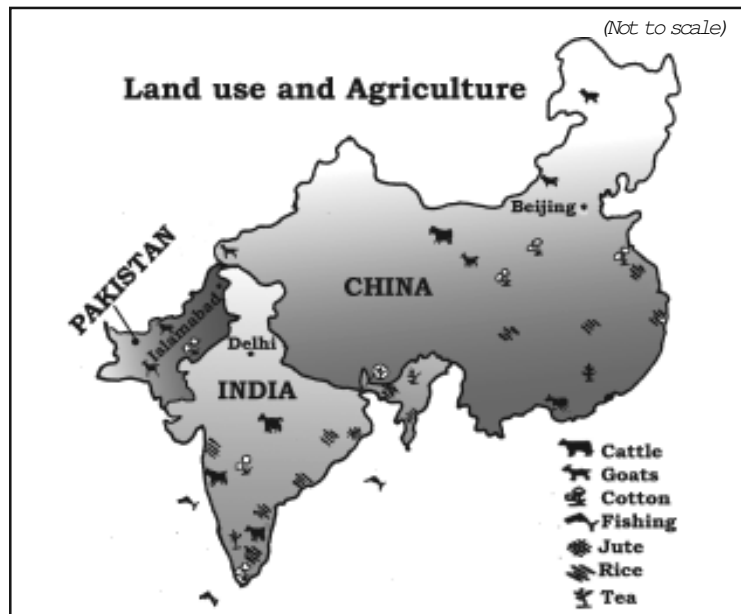 (Not to scale)
Land use and Agriculture
Beijing
PAKISTAN
CHINA
Islamabad
Delhi
INDIA
Cattle
Goats
Cotton
Fishing
Jute
Rice
Tea